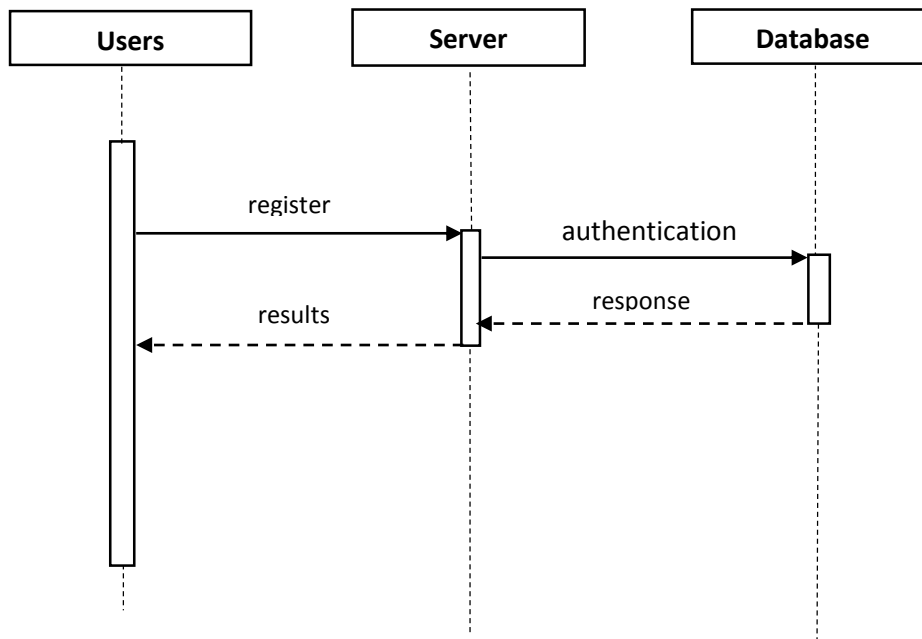 Users
Server
Database
register
authentication
response
results